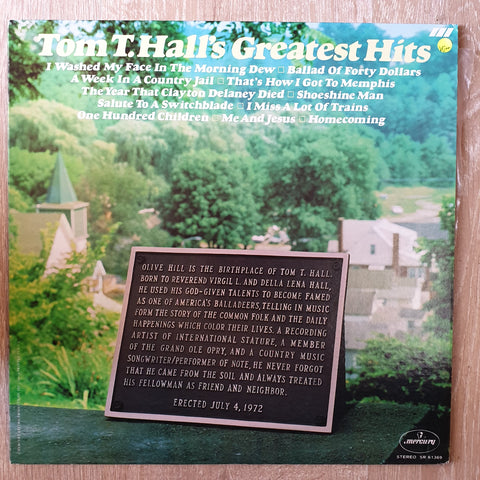 Tom T. Hall's Greatest Hits
I Washed My Face In The Morning Dew □ Ballad Of Forty Dollars
A Week In A Country Jail □ That's How I Got To Memphis
The Year That Clayton Delaney Died □ Shoeshine Man
Salute To A Switchblade □ I Miss A Lot Of Trains
One Hundred Children □ Me And Jesus □ Homecoming
OLIVE HILL IS THE BIRTHPLACE OF TOM T. HALL.
BORN TO REVEREND VIRGIL L. AND DELLA LENA HALL,
HE USED HIS GOD-GIVEN TALENTS TO BECOME FAMED
AS ONE OF AMERICA'S BALLADEERS, TELLING IN MUSIC
FORM THE STORY OF THE COMMON FOLK AND THE DAILY
HAPPENINGS WHICH COLOR THEIR LIVES. A RECORDING
ARTIST OF INTERNATIONAL STATURE, A MEMBER
OF THE GRAND OLE OPRY, AND A COUNTRY MUSIC
SONGWRITER/PERFORMER OF NOTE, HE NEVER FORGOT
THAT HE CAME FROM THE SOIL AND ALWAYS TREATED
HIS FELLOWMAN AS FRIEND AND NEIGHBOR.
ERECTED JULY 4, 1972
mercury
STEREO SR 61369